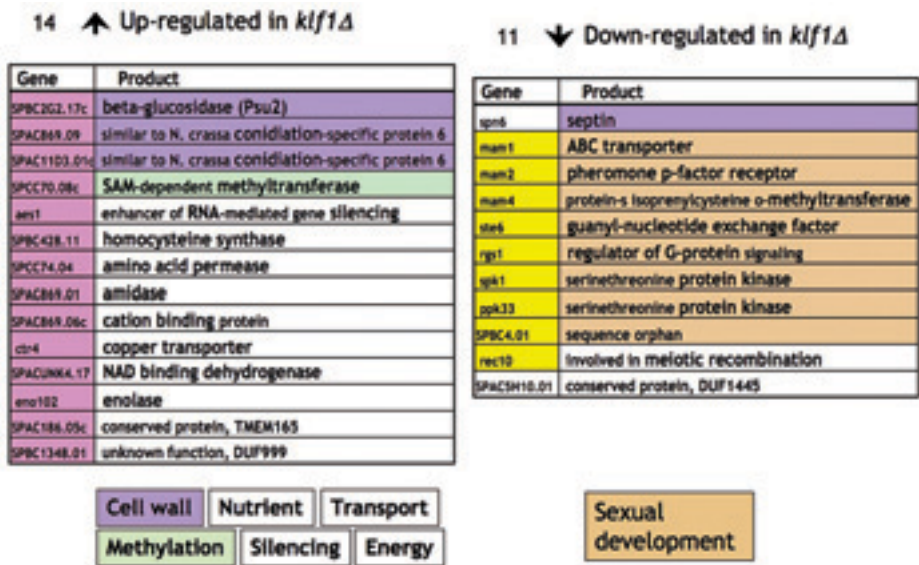 14 Up-regulated in klf1Δ
Gene Product
SPBC2G2.17c beta-glucosidase (Psu2)
SPAC869.09 similar to N. crassa conidiation-specific protein 6
SPAC11D3.01c similar to N. crassa conidiation-specific protein 6
SPCC70.08c SAM-dependent methyltransferase
aes1 enhancer of RNA-mediated gene silencing
SPBC428.11 homocysteine synthase
SPCC74.04 amino acid permease
SPAC869.01 amidase
SPAC869.06c cation binding protein
ctr4 copper transporter
SPACUNK4.17 NAD binding dehydrogenase
eno102 enolase
SPAC186.05c conserved protein, TMEM165
SPBC1348.01 unknown function, DUF999
Cell wall Nutrient Transport
Methylation Silencing Energy
11 Down-regulated in klf1Δ
Gene Product
spn6 septin
mam1 ABC transporter
mam2 pheromone p-factor receptor
mam4 protein-s isoprenylcysteine o-methyltransferase
ste6 guanyl-nucleotide exchange factor
rgs1 regulator of G-protein signaling
spk1 serinethreonine protein kinase
ppk33 serinethreonine protein kinase
SPBC4.01 sequence orphan
rec10 involved in meiotic recombination
SPAC5H10.01 conserved protein, DUF1445
Sexual
development